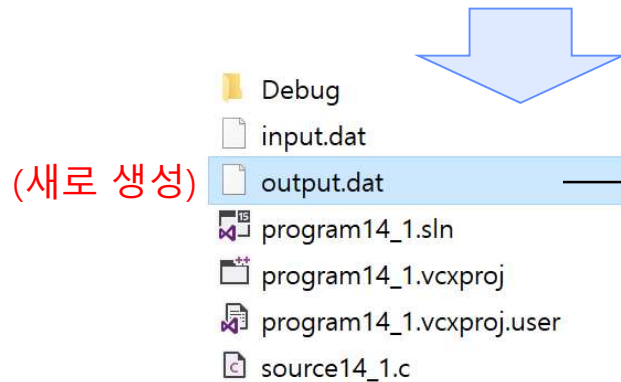 Debug
input.dat
(새로 생성) output.dat
program14_1.sln
program14_1.vcxproj
program14_1.vcxproj.user
source14_1.c